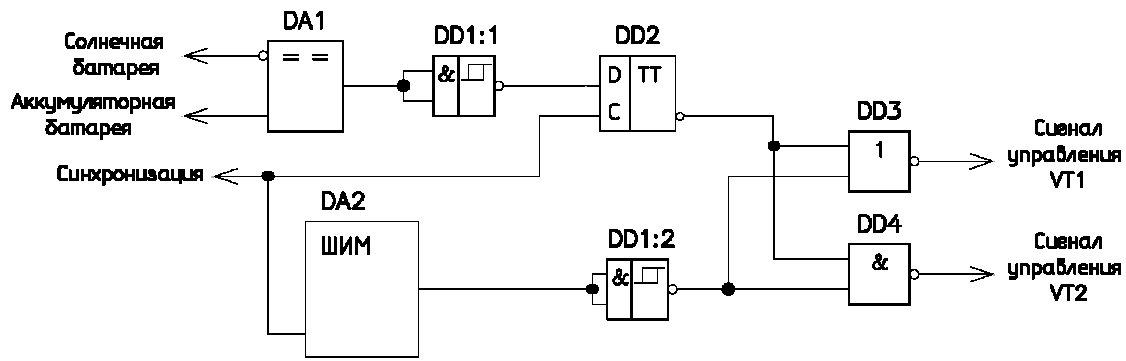 DA1
Солнечная
батарея
= =
Аккумуляторная
батарея
DD1:1
&
DD2
D
TT
C
Синхронизация
DA2
ШИМ
DD1:2
&
DD3
1
Сигнал
управления
VT1
DD4
&
Сигнал
управления
VT2